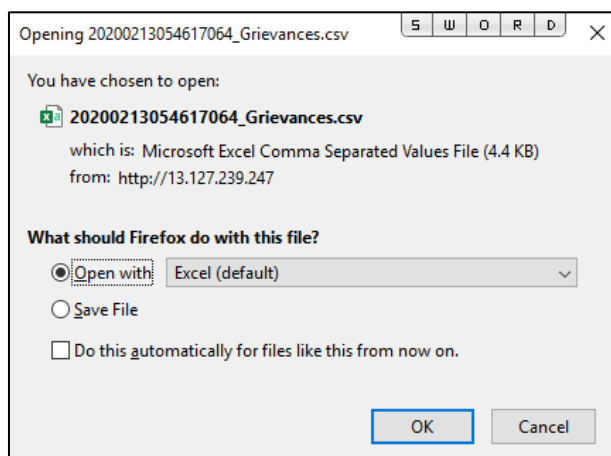 Opening 20200213054617064_Grievances.csv
S W O R D
You have chosen to open:
20200213054617064_Grievances.csv
which is: Microsoft Excel Comma Separated Values File (4.4 KB)
from: http://13.127.239.247
What should Firefox do with this file?
Open with Excel (default)
Save File
Do this automatically for files like this from now on.
OK Cancel